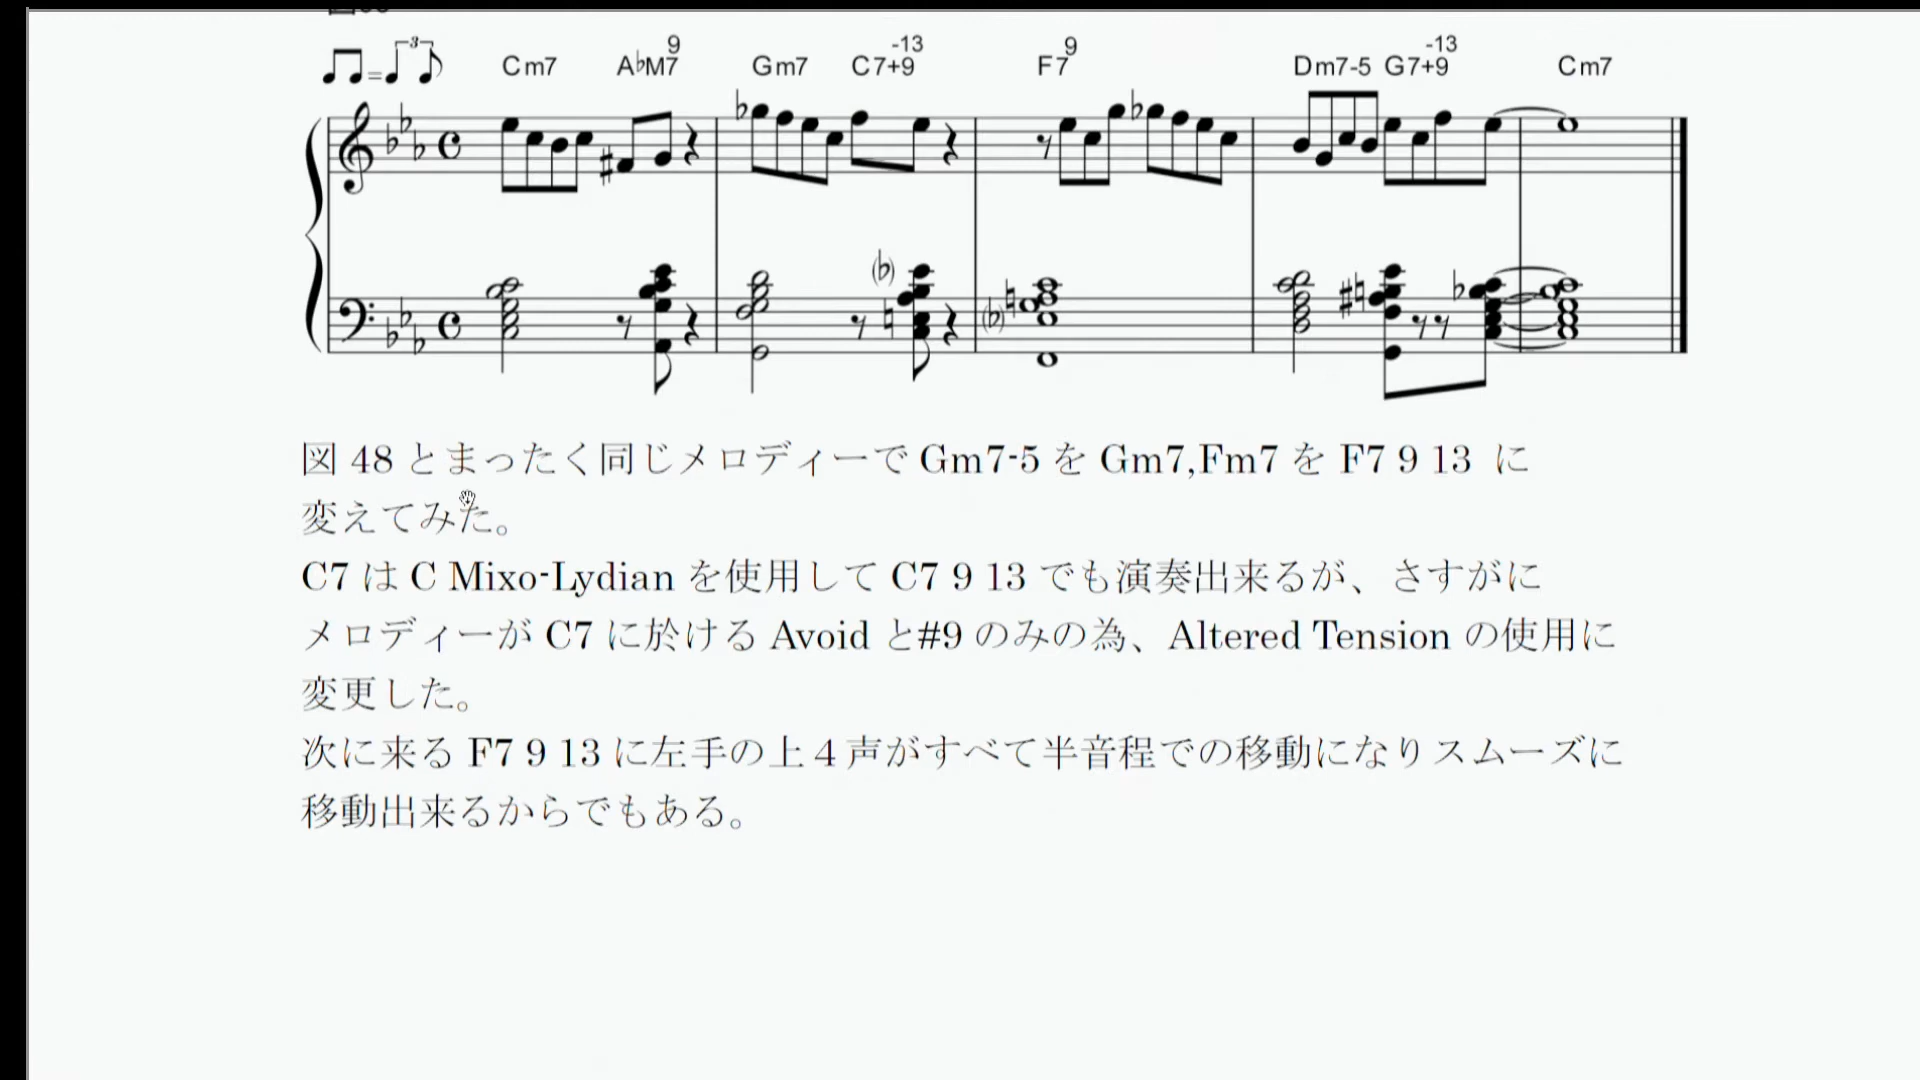 9 -13 9 -13
Cm7 A♭M7 Gm7 C7+9 F7 Dm7-5 G7+9 Cm7
図 48 とまったく同じメロディーで Gm7-5 を Gm7,Fm7 を F7 9 13 に
変えてみた。
C7 は C Mixo-Lydian を使用して C7 9 13 でも演奏出来るが、さすがに
メロディーが C7 に於ける Avoid と#9 のみの為、Altered Tension の使用に
変更した。
次に来る F7 9 13 に左手の上４声がすべて半音程での移動になりスムーズに
移動出来るからでもある。